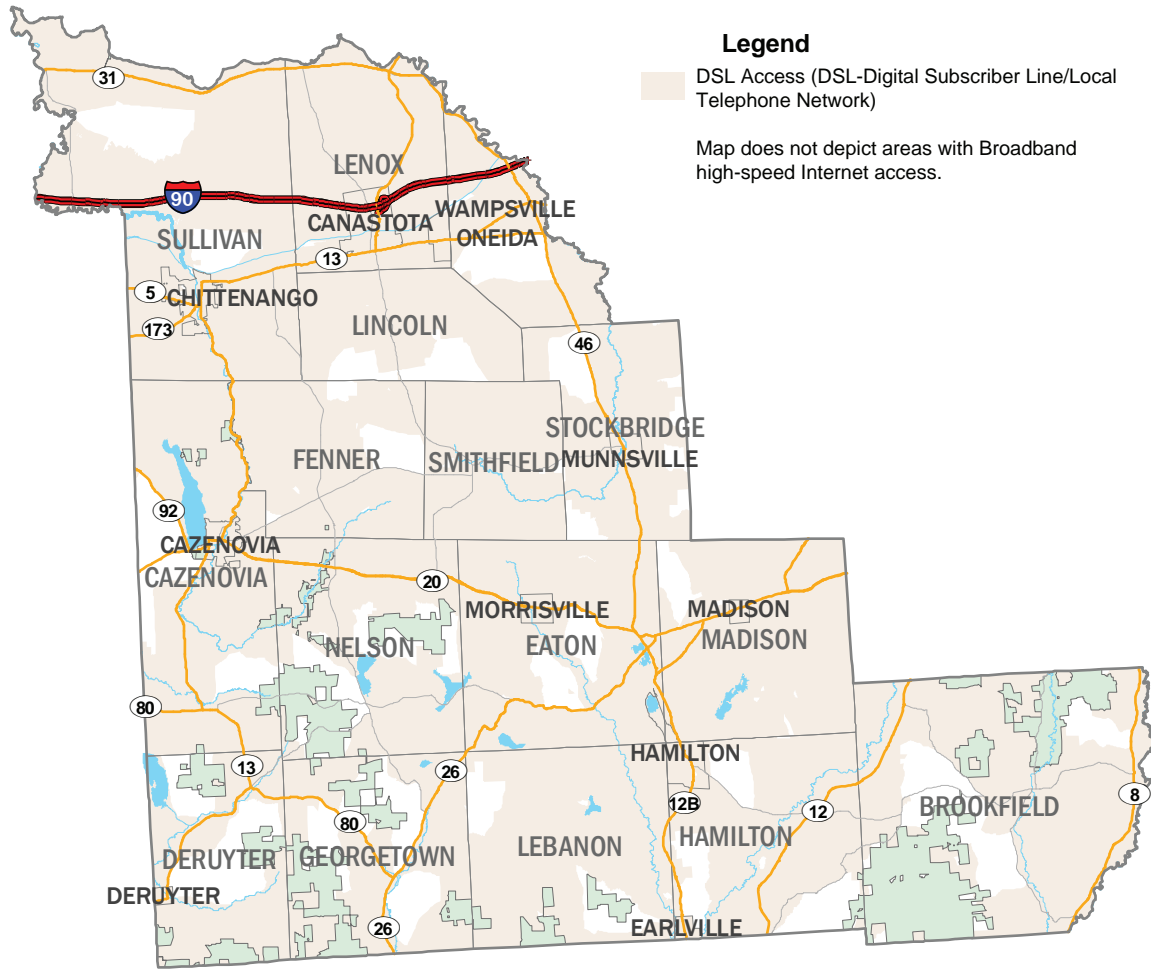 Legend
DSL Access (DSL-Digital Subscriber Line/Local
Telephone Network)
Map does not depict areas with Broadband
high-speed Internet access.
31
LENOX
90
WAMPSVILLE
CANASTOTA
SULLIVAN
ONEIDA
13
5
CHITTENANGO
173
LINCOLN
46
STOCKBRIDGE
FENNER
SMITHFIELD
MUNNSVILLE
92
CAZENOVIA
CAZENOVIA
20
MORRISVILLE
MADISON
NELSON
EATON
MADISON
80
HAMILTON
13
26
12B
12
8
BROOKFIELD
80
HAMILTON
LEBANON
DERUYTER
GEORGETOWN
DERUYTER
26
EARLVILLE